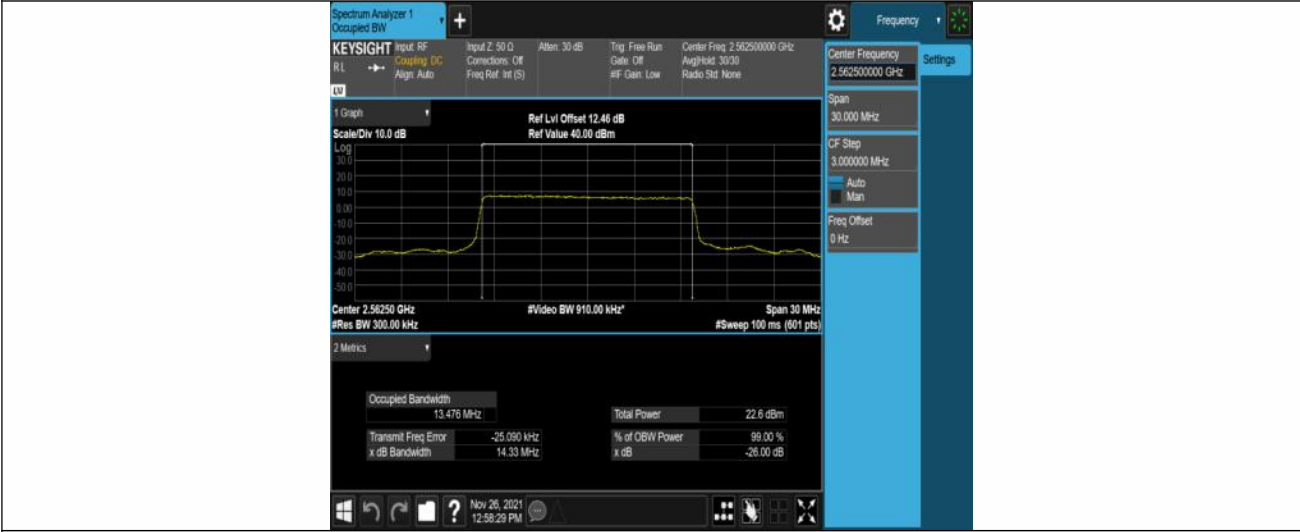 Spectrum Analyzer 1
Occupied BW
+
Frequency
KEYSIGHT
RL
LV
Input: RF
Coupling: DC
Align: Auto
Input Z: 50 Ω
Corrections: Off
Freq Ref: Int (S)
Atten: 30 dB
Trig: Free Run
Gate: Off
#IF Gain: Low
Center Freq: 2.562500000 GHz
Avg|Hold: 30/30
Radio Std: None
1 Graph
Scale/Div 10.0 dB
Ref Lvl Offset 12.46 dB
Ref Value 40.00 dBm
Log
30.0
20.0
10.0
0.00
-10.0
-20.0
-30.0
-40.0
-50.0
Center 2.56250 GHz
#Res BW 300.00 kHz
#Video BW 910.00 kHz*
Span 30 MHz
#Sweep 100 ms (601 pts)
2 Metrics
Occupied Bandwidth
13.476 MHz
Transmit Freq Error -25.090 kHz
x dB Bandwidth 14.33 MHz
Total Power 22.6 dBm
% of OBW Power 99.00 %
x dB -26.00 dB
Center Frequency
2.562500000 GHz
Settings
Span
30.000 MHz
CF Step
3.000000 MHz
Auto
Man
Freq Offset
0 Hz
?
Nov 26, 2021
12:58:29 PM